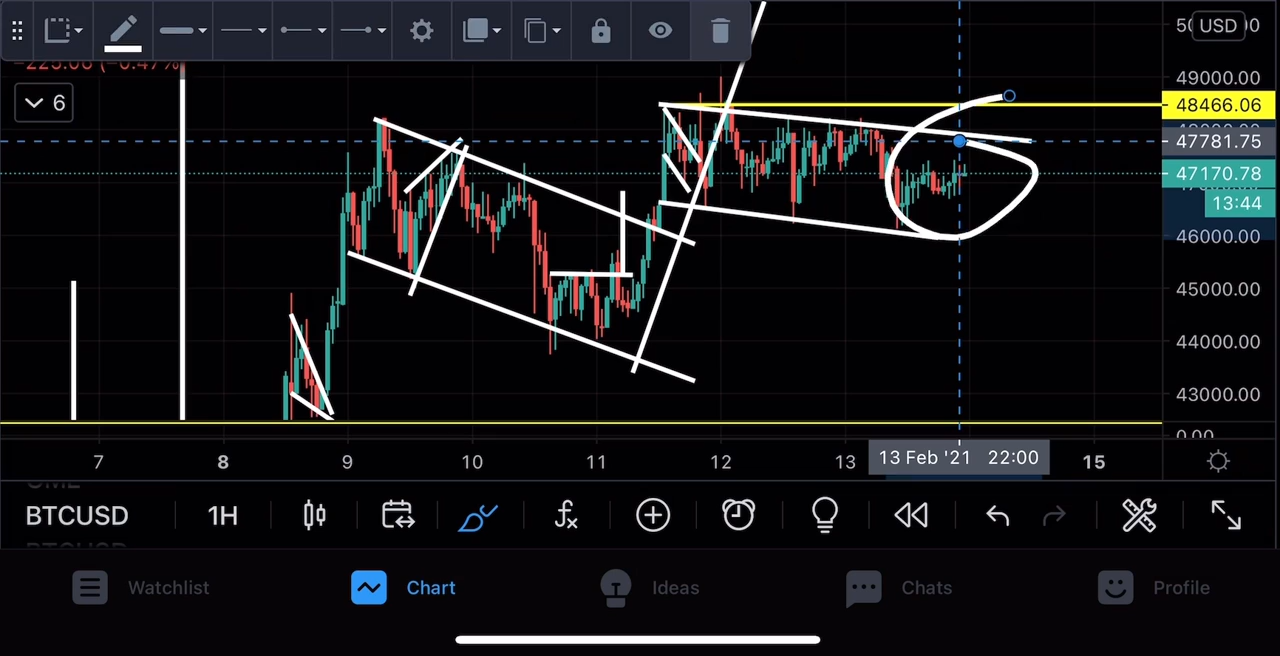 USD
−223.06 (−0.47%)
49000.00
6
48466.06
47781.75
47170.78
13:44
46000.00
45000.00
44000.00
43000.00
7 8 9 10 11 12 13 13 Feb '21 22:00 15
BTCUSD 1H
Watchlist Chart Ideas Chats Profile